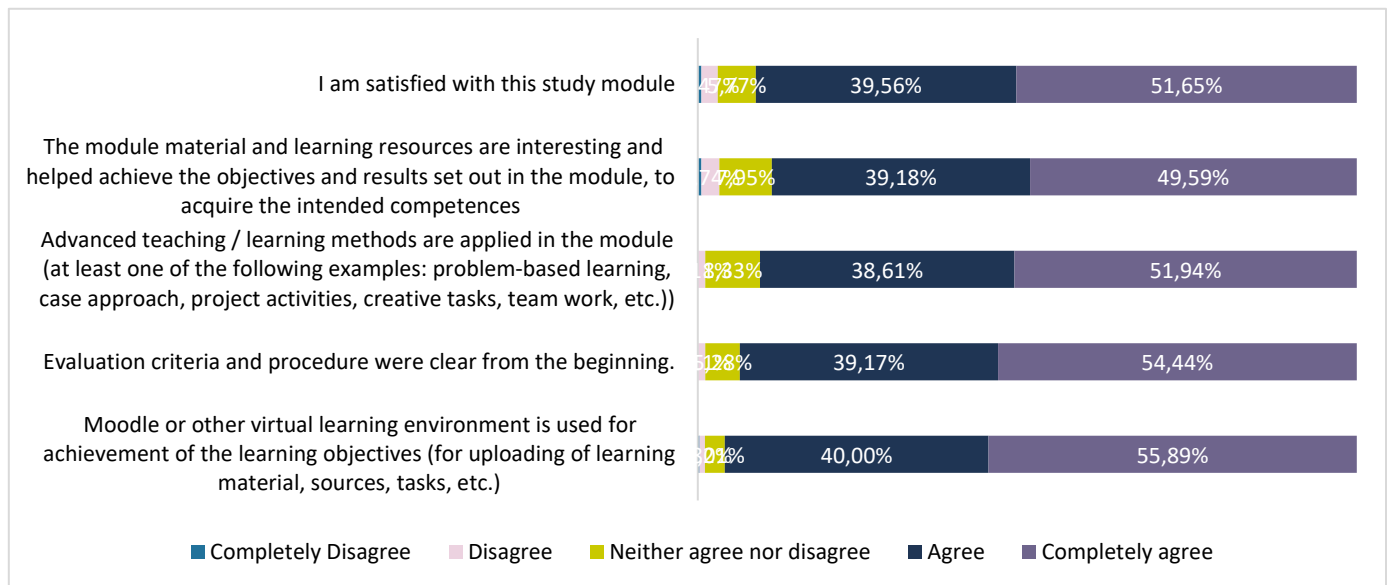 I am satisfied with this study module
39,56% 51,65%
The module material and learning resources are interesting and
helped achieve the objectives and results set out in the module, to
acquire the intended competences
7,95% 39,18% 49,59%
Advanced teaching / learning methods are applied in the module
(at least one of the following examples: problem-based learning,
case approach, project activities, creative tasks, team work, etc.))
8,33% 38,61% 51,94%
Evaluation criteria and procedure were clear from the beginning.
39,17% 54,44%
Moodle or other virtual learning environment is used for
achievement of the learning objectives (for uploading of learning
material, sources, tasks, etc.)
40,00% 55,89%
Completely Disagree Disagree Neither agree nor disagree Agree Completely agree